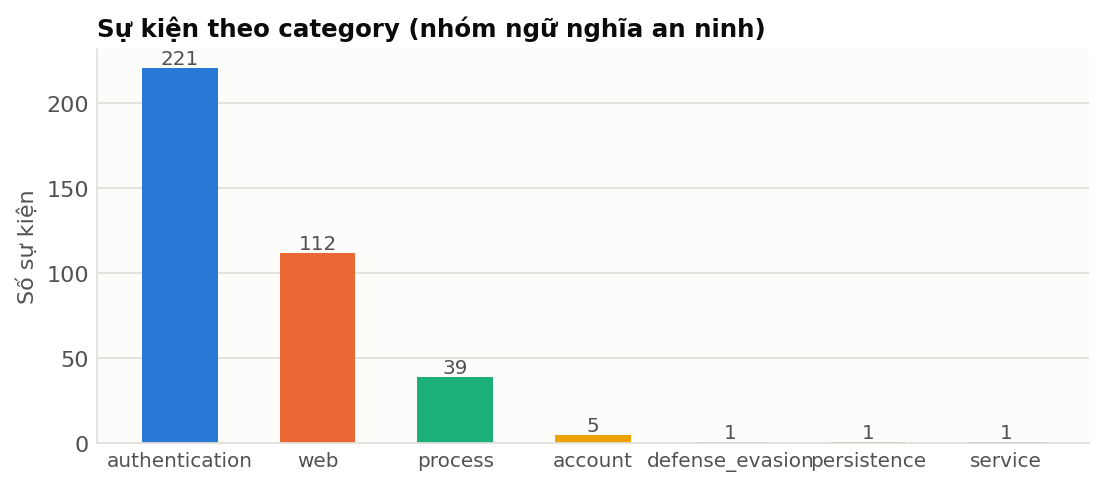 Sự kiện theo category (nhóm ngữ nghĩa an ninh)
Số sự kiện
200
150
100
50
0
221
112
39
5
1
1
1
authentication
web
process
account
defense_evasion
persistence
service